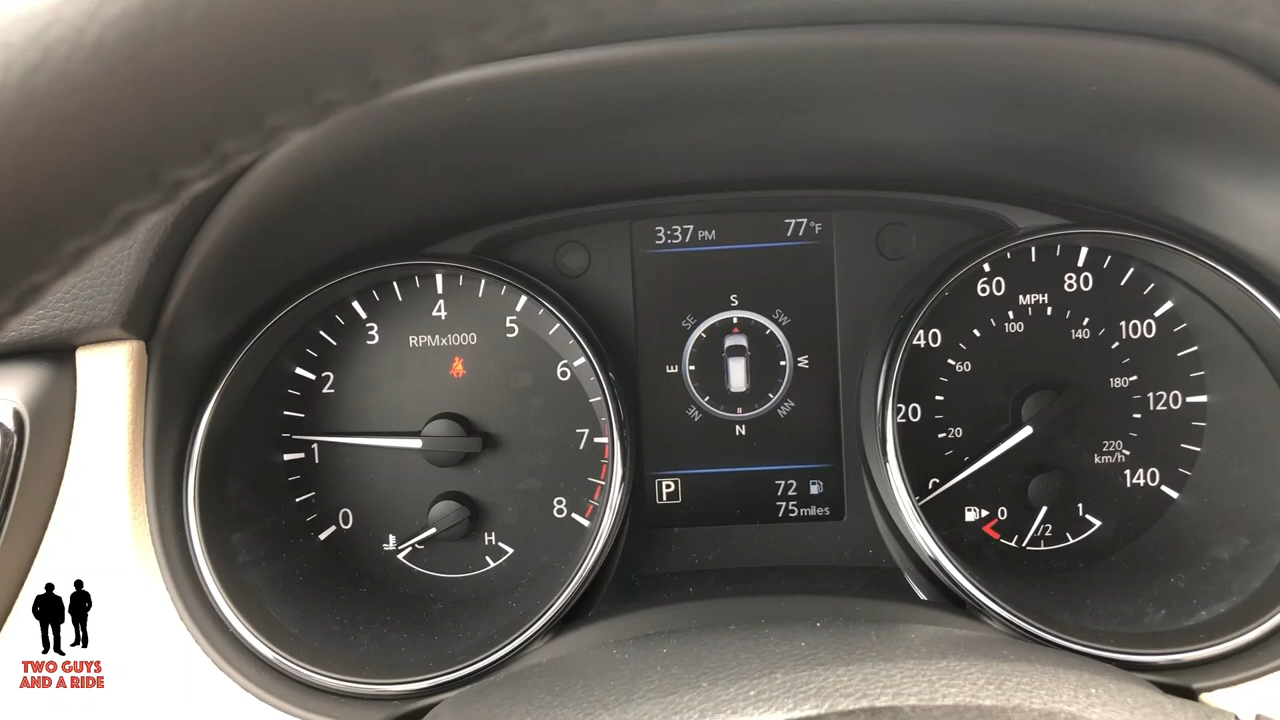 3:37 PM
77°F
0
1
2
3
4
5
6
7
8
RPMx1000
H
S
SW
W
NW
N
NE
E
SE
P
72
75 miles
20
40
60
80
100
120
140
MPH
20
60
100
140
180
220
km/h
0
1/2
1
TWO GUYS
AND A RIDE